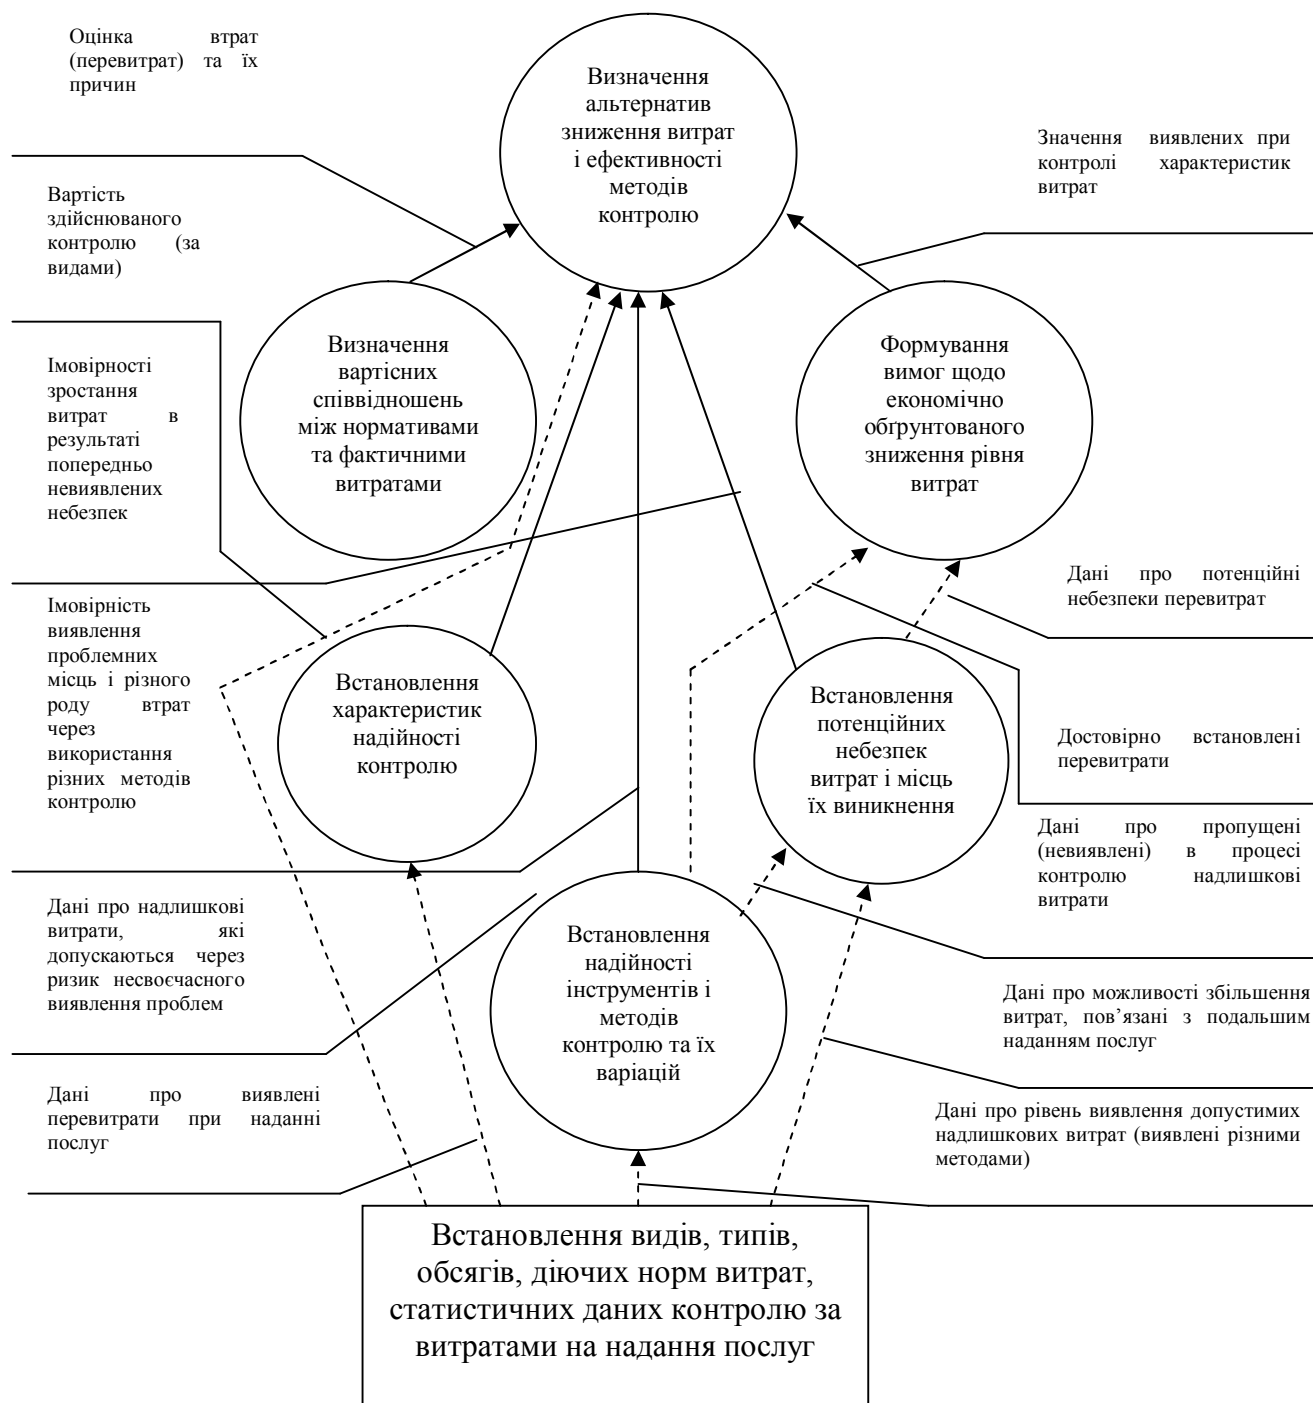 Оцінка втрат
(перевитрат) та їх
причин
Визначення
альтернатив
зниження витрат
і ефективності
методів
контролю
Значення виявлених при
контролі характеристик
витрат
Вартість
здійснюваного
контролю (за
видами)
Визначення
вартісних
співвідношень
між нормативами
та фактичними
витратами
Формування
вимог щодо
економічно
обґрунтованого
зниження рівня
витрат
Імовірності
зростання
витрат в
результаті
попередньо
невиявлених
небезпек
Дані про потенційні
небезпеки перевитрат
Імовірність
виявлення
проблемних
місць і різного
роду втрат
через
використання
різних методів
контролю
Встановлення
характеристик
надійності
контролю
Встановлення
потенційних
небезпек
витрат і місць
їх виникнення
Достовірно встановлені
перевитрати
Дані про пропущені
(невиявлені) в процесі
контролю надлишкові
витрати
Дані про надлишкові
витрати, які
допускаються через
ризик несвоєчасного
виявлення проблем
Встановлення
надійності
інструментів і
методів
контролю та їх
варіацій
Дані про можливості збільшення
витрат, пов’язані з подальшим
наданням послуг
Дані про виявлені
перевитрати при наданні
послуг
Дані про рівень виявлення допустимих
надлишкових витрат (виявлені різними
методами)
Встановлення видів, типів,
обсягів, діючих норм витрат,
статистичних даних контролю за
витратами на надання послуг